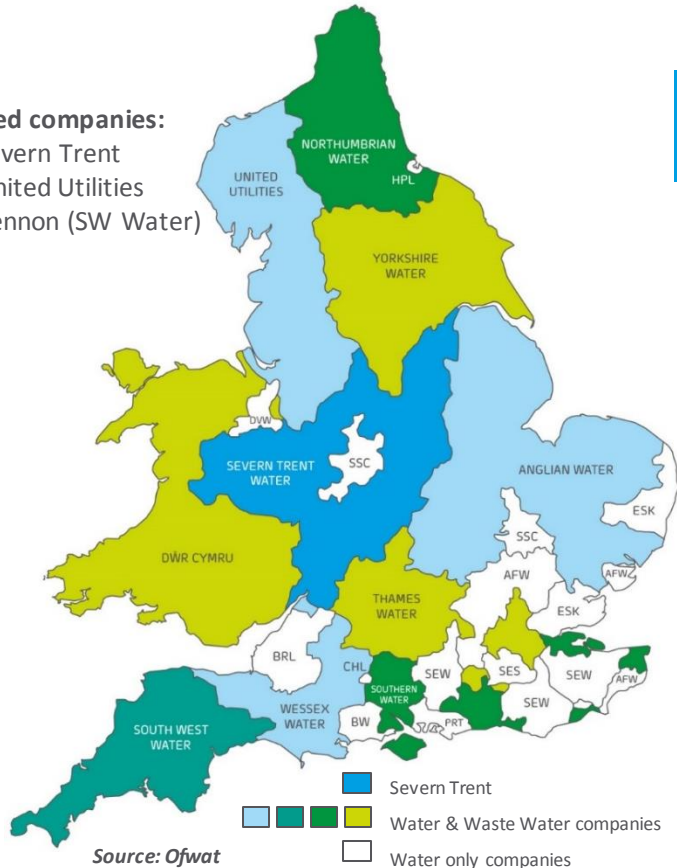 ed companies:
vern Trent
nited Utilities
ennon (SW Water)
NORTHUMBRIAN
WATER
HPL
UNITED
UTILITIES
YORKSHIRE
WATER
DVW
SEVERN TRENT
WATER
SSC
ANGLIAN WATER
ESK
SSC
DŴR CYMRU
AFW
AFW
THAMES
WATER
ESK
BRL
CHL
SEW
SES
SEW
AFW
SOUTHERN
WATER
SEW
WESSEX
WATER
BW
PRT
SOUTH WEST
WATER
Severn Trent
Water & Waste Water companies
Source: Ofwat
Water only companies